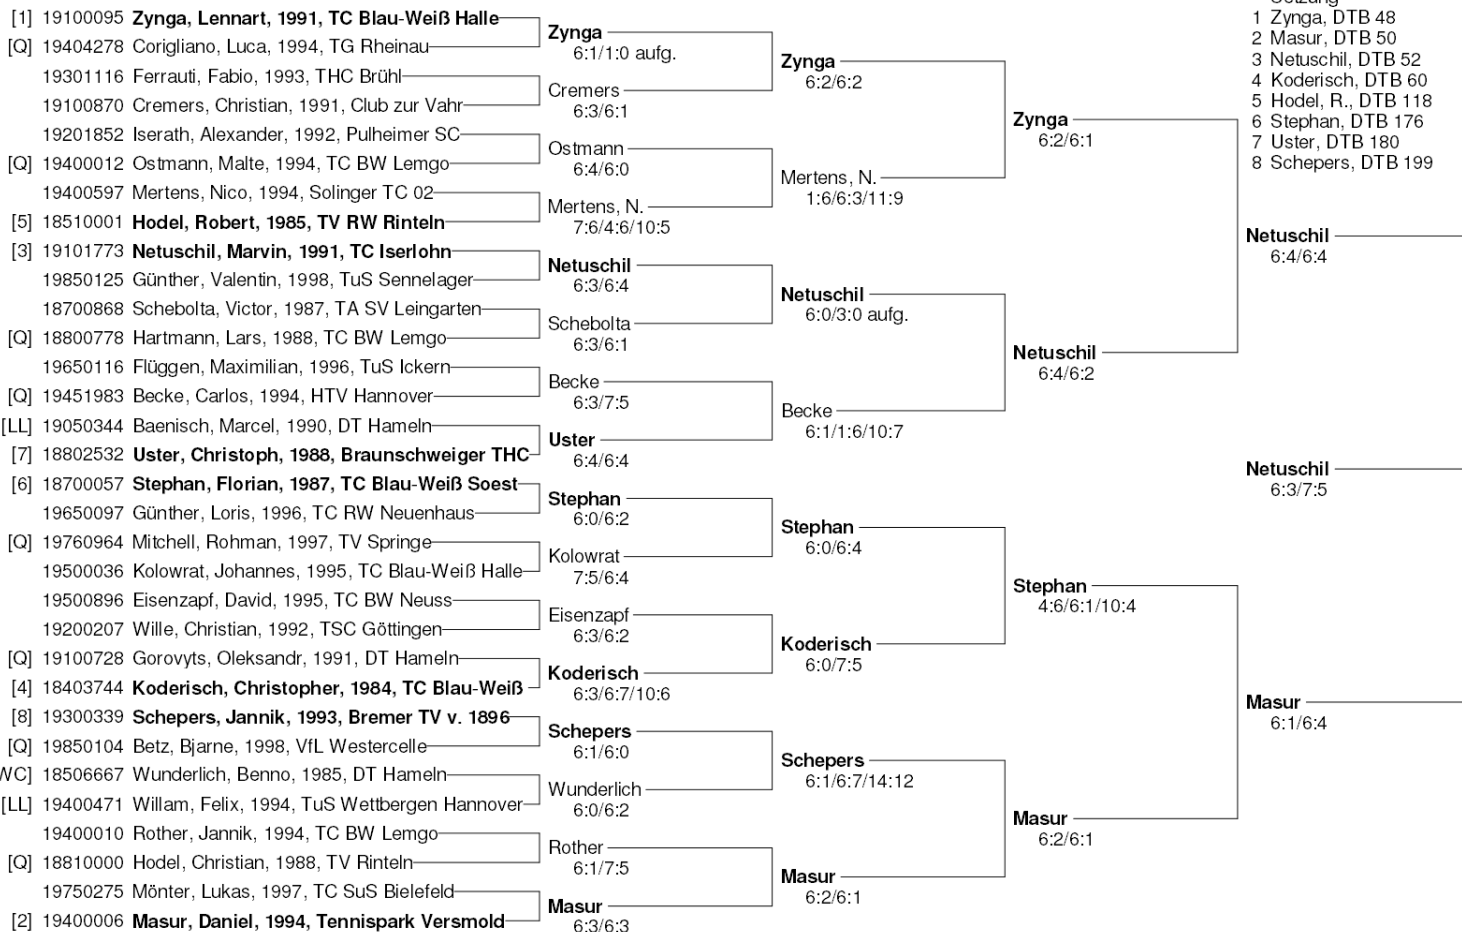 [1] 19100095 Zynga, Lennart, 1991, TC Blau-Weiß Halle
[Q] 19404278 Corigliano, Luca, 1994, TG Rheinau
19301116 Ferrauti, Fabio, 1993, THC Brühl
19100870 Cremers, Christian, 1991, Club zur Vahr
19201852 Iserath, Alexander, 1992, Pulheimer SC
[Q] 19400012 Ostmann, Malte, 1994, TC BW Lemgo
19400597 Mertens, Nico, 1994, Solinger TC 02
[5] 18510001 Hodel, Robert, 1985, TV RW Rinteln
[3] 19101773 Netuschil, Marvin, 1991, TC Iserlohn
19850125 Günther, Valentin, 1998, TuS Sennelager
18700868 Schebolta, Victor, 1987, TA SV Leingarten
[Q] 18800778 Hartmann, Lars, 1988, TC BW Lemgo
19650116 Flüggen, Maximilian, 1996, TuS Ickern
[Q] 19451983 Becke, Carlos, 1994, HTV Hannover
[LL] 19050344 Baenisch, Marcel, 1990, DT Hameln
[7] 18802532 Uster, Christoph, 1988, Braunschweiger THC
[6] 18700057 Stephan, Florian, 1987, TC Blau-Weiß Soest
19650097 Günther, Loris, 1996, TC RW Neuenhaus
[Q] 19760964 Mitchell, Rohman, 1997, TV Springe
19500036 Kolowrat, Johannes, 1995, TC Blau-Weiß Halle
19500896 Eisenzapf, David, 1995, TC BW Neuss
19200207 Wille, Christian, 1992, TSC Göttingen
[Q] 19100728 Gorovyts, Oleksandr, 1991, DT Hameln
[4] 18403744 Koderisch, Christopher, 1984, TC Blau-Weiß
[8] 19300339 Schepers, Jannik, 1993, Bremer TV v. 1896
[Q] 19850104 Betz, Bjarne, 1998, VfL Westercelle
WC] 18506667 Wunderlich, Benno, 1985, DT Hameln
[LL] 19400471 Willam, Felix, 1994, TuS Wettbergen Hannover
19400010 Rother, Jannik, 1994, TC BW Lemgo
[Q] 18810000 Hodel, Christian, 1988, TV Rinteln
19750275 Mönter, Lukas, 1997, TC SuS Bielefeld
[2] 19400006 Masur, Daniel, 1994, Tennispark Versmold
Zynga
6:1/1:0 aufg.
Cremers
6:3/6:1
Ostmann
6:4/6:0
Mertens, N.
7:6/4:6/10:5
Netuschil
6:3/6:4
Schebolta
6:3/6:1
Becke
6:3/7:5
Uster
6:4/6:4
Stephan
6:0/6:2
Kolowrat
7:5/6:4
Eisenzapf
6:3/6:2
Koderisch
6:3/6:7/10:6
Schepers
6:1/6:0
Wunderlich
6:0/6:2
Rother
6:1/7:5
Masur
6:3/6:3
Zynga
6:2/6:2
Mertens, N.
1:6/6:3/11:9
Netuschil
6:0/3:0 aufg.
Becke
6:1/1:6/10:7
Stephan
6:0/6:4
Koderisch
6:0/7:5
Schepers
6:1/6:7/14:12
Masur
6:2/6:1
Zynga
6:2/6:1
Netuschil
6:4/6:2
Stephan
4:6/6:1/10:4
Masur
6:2/6:1
Netuschil
6:4/6:4
Masur
6:1/6:4
Netuschil
6:3/7:5
Setzung
1 Zynga, DTB 48
2 Masur, DTB 50
3 Netuschil, DTB 52
4 Koderisch, DTB 60
5 Hodel, R., DTB 118
6 Stephan, DTB 176
7 Uster, DTB 180
8 Schepers, DTB 199